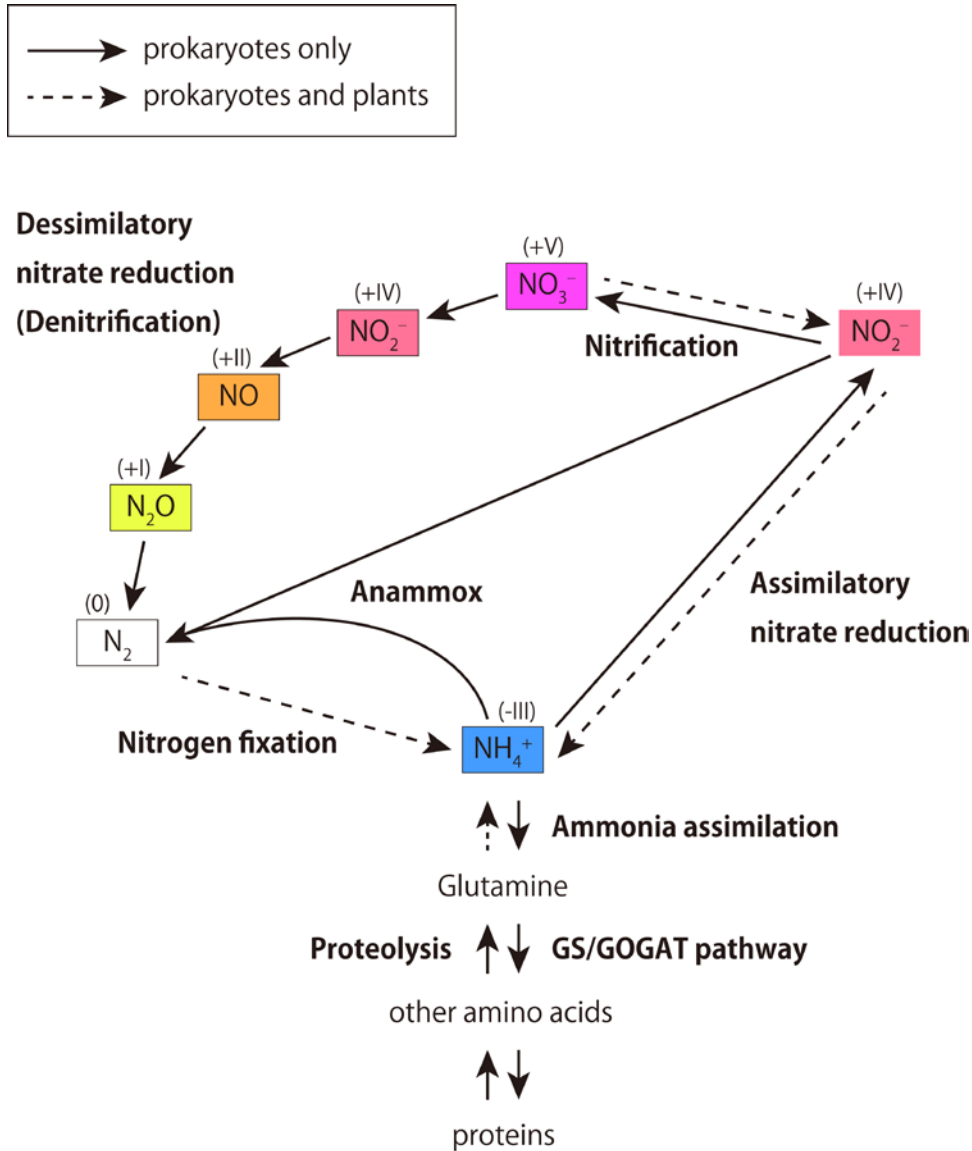 prokaryotes only
prokaryotes and plants
Dessimilatory
nitrate reduction
(Denitrification)
(+V)
NO₃⁻
(+IV)
NO₂⁻
(+IV)
NO₂⁻
Nitrification
(+II)
NO
(+I)
N₂O
(0)
N₂
Anammox
Assimilatory
nitrate reduction
Nitrogen fixation
(-III)
NH₄⁺
Ammonia assimilation
Glutamine
Proteolysis
GS/GOGAT pathway
other amino acids
proteins